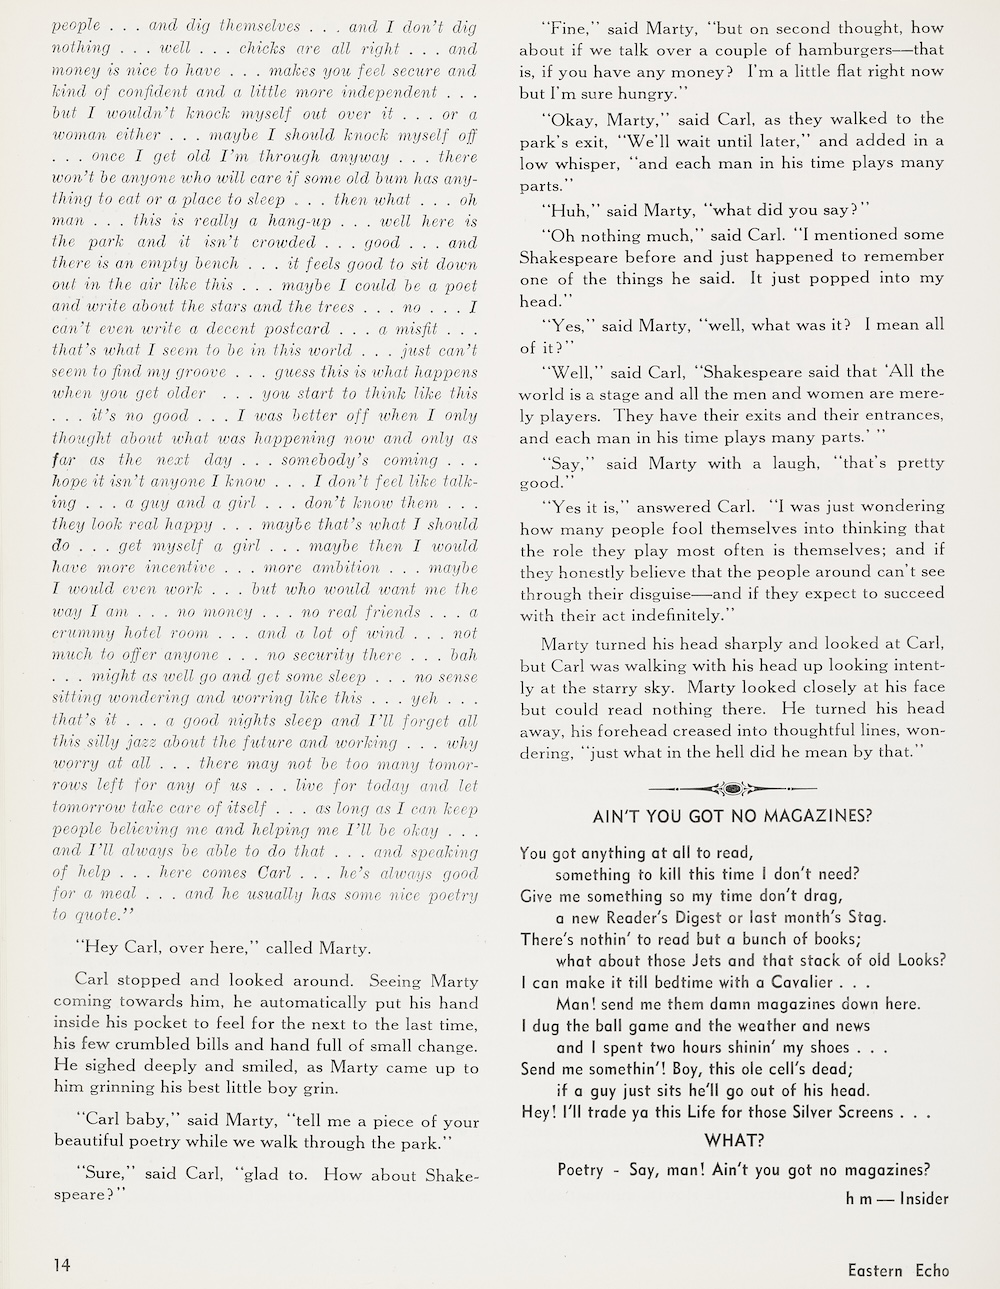 people . . . and dig themselves . . . and I don't dig
nothing . . . well . . . chicks are all right . . . and
money is nice to have . . . makes you feel secure and
kind of confident and a little more independent . . .
but I wouldn't knock myself out over it . . . or a
woman either . . . maybe I should knock myself off
. . . once I get old I'm through anyway . . . there
won't be anyone who will care if some old bum has any-
thing to eat or a place to sleep . . . then what . . . oh
man . . . this is really a hang-up . . . well here is
the park and it isn't crowded . . . good . . . and
there is an empty bench . . . it feels good to sit down
out in the air like this . . . maybe I could be a poet
and write about the stars and the trees . . . no . . . I
can't even write a decent postcard . . . a misfit . . .
that's what I seem to be in this world . . . just can't
seem to find my groove . . . guess this is what happens
when you get older . . . you start to think like this
. . . it's no good . . . I was better off when I only
thought about what was happening now and only as
far as the next day . . . somebody's coming . . .
hope it isn't anyone I know . . . I don't feel like talk-
ing . . . a guy and a girl . . . don't know them . . .
they look real happy . . . maybe that's what I should
do . . . get myself a girl . . . maybe then I would
have more incentive . . . more ambition . . . maybe
I would even work . . . but who would want me the
way I am . . . no money . . . no real friends . . . a
crummy hotel room . . . and a lot of wind . . . not
much to offer anyone . . . no security there . . . bah
. . . might as well go and get some sleep . . . no sense
sitting wondering and worring like this . . . yeh . . .
that's it . . . a good nights sleep and I'll forget all
this silly jazz about the future and working . . . why
worry at all . . . there may not be too many tomor-
rows left for any of us . . . live for today and let
tomorrow take care of itself . . . as long as I can keep
people believing me and helping me I'll be okay . . .
and I'll always be able to do that . . . and speaking
of help . . . here comes Carl . . . he's always good
for a meal . . . and he usually has some nice poetry
to quote."
"Hey Carl, over here," called Marty.
Carl stopped and looked around. Seeing Marty
coming towards him, he automatically put his hand
inside his pocket to feel for the next to the last time,
his few crumbled bills and hand full of small change.
He sighed deeply and smiled, as Marty came up to
him grinning his best little boy grin.
"Carl baby," said Marty, "tell me a piece of your
beautiful poetry while we walk through the park."
"Sure," said Carl, "glad to. How about Shake-
speare?"
"Fine," said Marty, "but on second thought, how
about if we talk over a couple of hamburgers—that
is, if you have any money? I'm a little flat right now
but I'm sure hungry."
"Okay, Marty," said Carl, as they walked to the
park's exit, "We'll wait until later," and added in a
low whisper, "and each man in his time plays many
parts."
"Huh," said Marty, "what did you say?"
"Oh nothing much," said Carl. "I mentioned some
Shakespeare before and just happened to remember
one of the things he said. It just popped into my
head."
"Yes," said Marty, "well, what was it? I mean all
of it?"
"Well," said Carl, "Shakespeare said that 'All the
world is a stage and all the men and women are mere-
ly players. They have their exits and their entrances,
and each man in his time plays many parts.' "
"Say," said Marty with a laugh, "that's pretty
good."
"Yes it is," answered Carl. "I was just wondering
how many people fool themselves into thinking that
the role they play most often is themselves; and if
they honestly believe that the people around can't see
through their disguise—and if they expect to succeed
with their act indefinitely."
Marty turned his head sharply and looked at Carl,
but Carl was walking with his head up looking intent-
ly at the starry sky. Marty looked closely at his face
but could read nothing there. He turned his head
away, his forehead creased into thoughtful lines, won-
dering, "just what in the hell did he mean by that."
AIN'T YOU GOT NO MAGAZINES?
You got anything at all to read,
something to kill this time I don't need?
Give me something so my time don't drag,
a new Reader's Digest or last month's Stag.
There's nothin' to read but a bunch of books;
what about those Jets and that stack of old Looks?
I can make it till bedtime with a Cavalier . . .
Man! send me them damn magazines down here.
I dug the ball game and the weather and news
and I spent two hours shinin' my shoes . . .
Send me somethin'! Boy, this ole cell's dead;
if a guy just sits he'll go out of his head.
Hey! I'll trade ya this Life for those Silver Screens . . .
WHAT?
Poetry - Say, man! Ain't you got no magazines?
h m — Insider
14
Eastern Echo